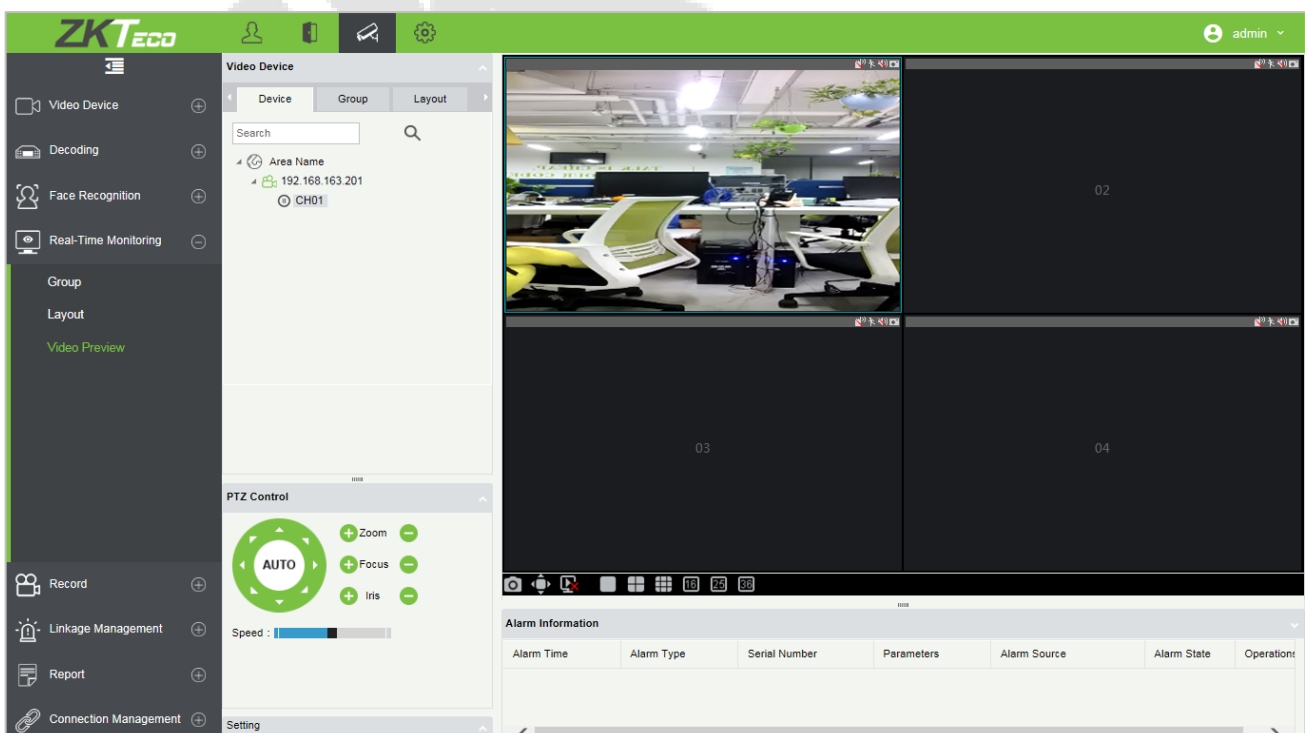 ZKTeco
admin
Video Device
Decoding
Face Recognition
Real-Time Monitoring
Group
Layout
Video Preview
Record
Linkage Management
Report
Connection Management
Video Device
Device Group Layout
Search
Area Name
192.168.163.201
CH01
PTZ Control
AUTO
Zoom
Focus
Iris
Speed :
Setting
TALK IS CHEAP
02
03
04
16 25 36
Alarm Information
Alarm Time Alarm Type Serial Number Parameters Alarm Source Alarm State Operations